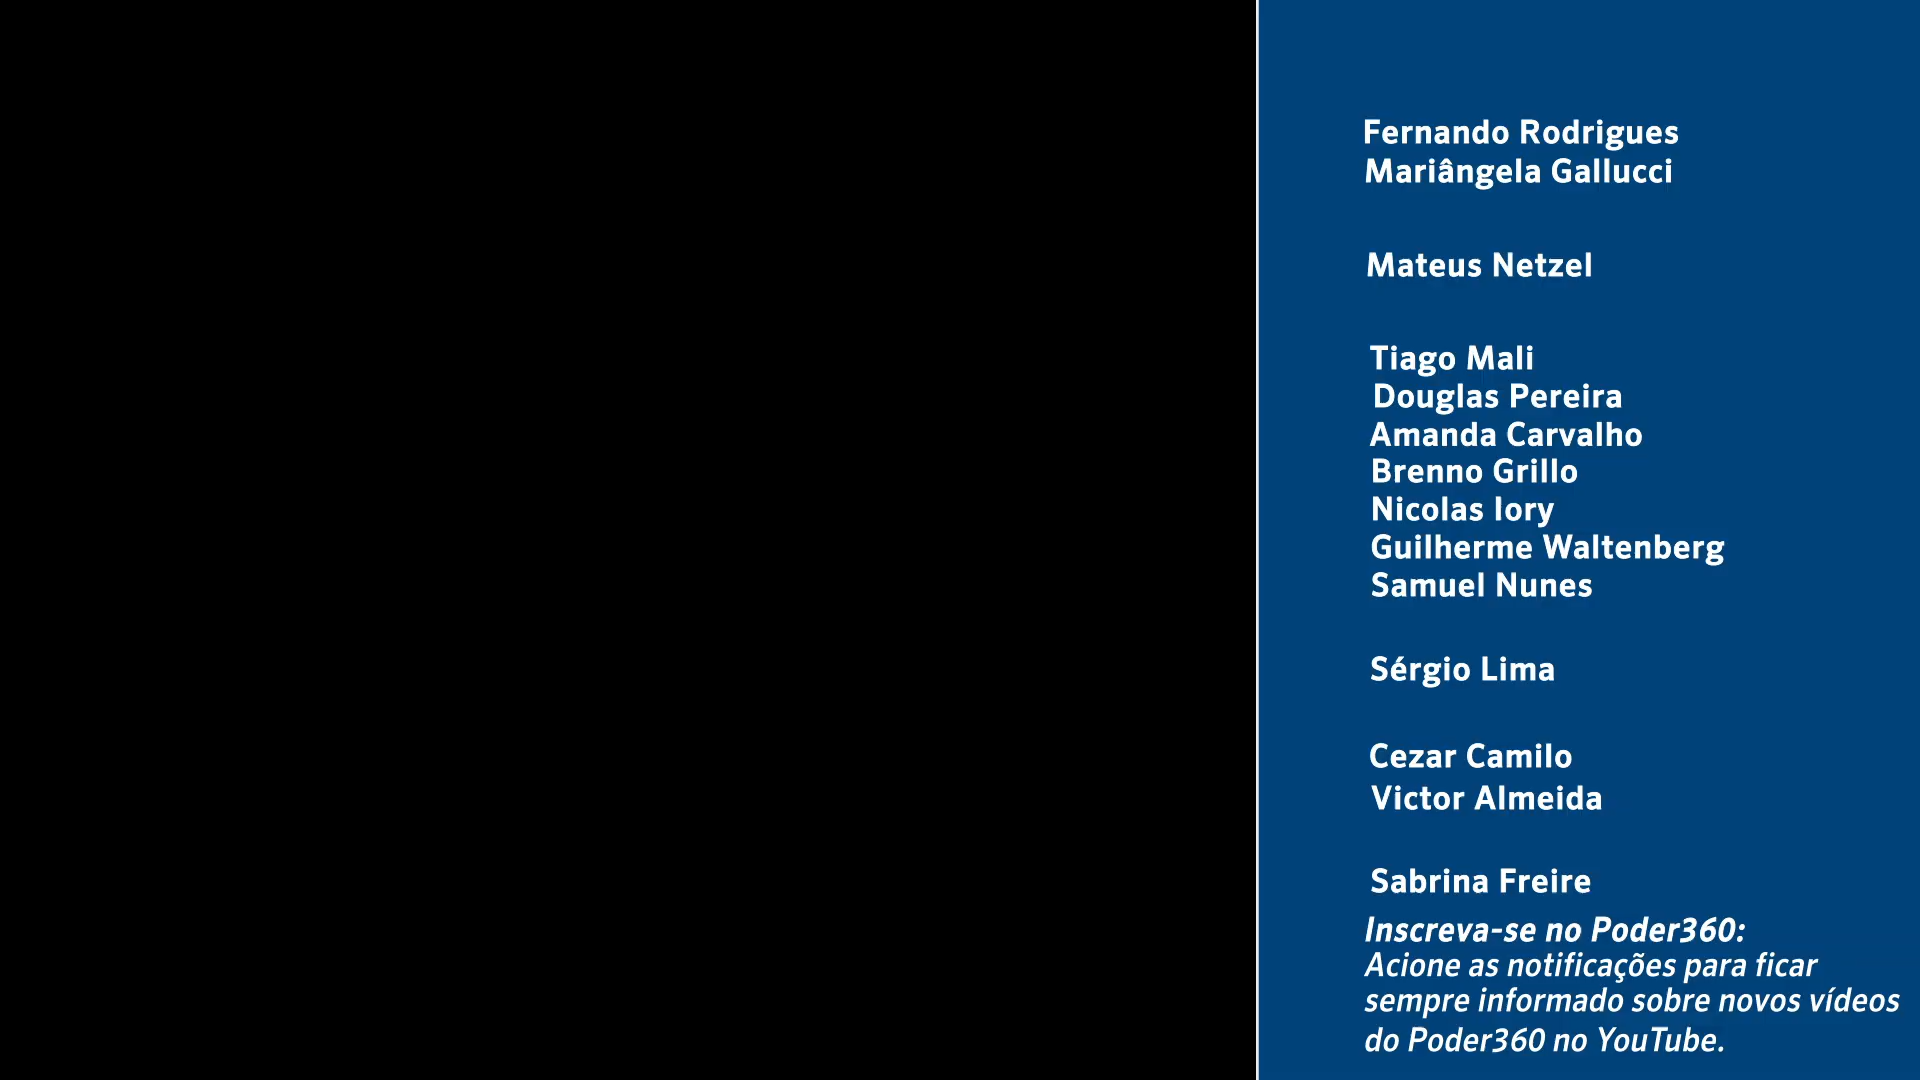 Fernando Rodrigues
Mariângela Gallucci
Mateus Netzel
Tiago Mali
Douglas Pereira
Amanda Carvalho
Brenno Grillo
Nicolas Iory
Guilherme Waltenberg
Samuel Nunes
Sérgio Lima
Cezar Camilo
Victor Almeida
Sabrina Freire
Inscreva-se no Poder360:
Acione as notificações para ficar
sempre informado sobre novos vídeos
do Poder360 no YouTube.